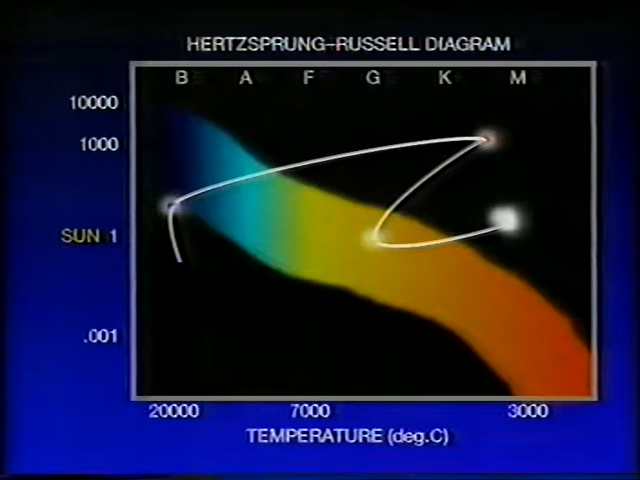 HERTZSPRUNG-RUSSELL DIAGRAM
B A F G K M
10000
1000
SUN 1
.001
20000 7000 3000
TEMPERATURE (deg.C)